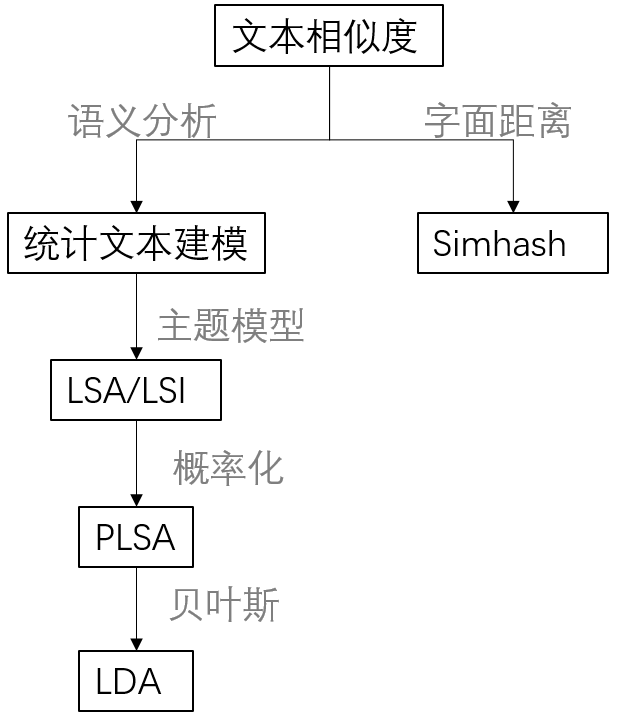 文本相似度
语义分析
字面距离
统计文本建模
Simhash
主题模型
LSA/LSI
概率化
PLSA
贝叶斯
LDA